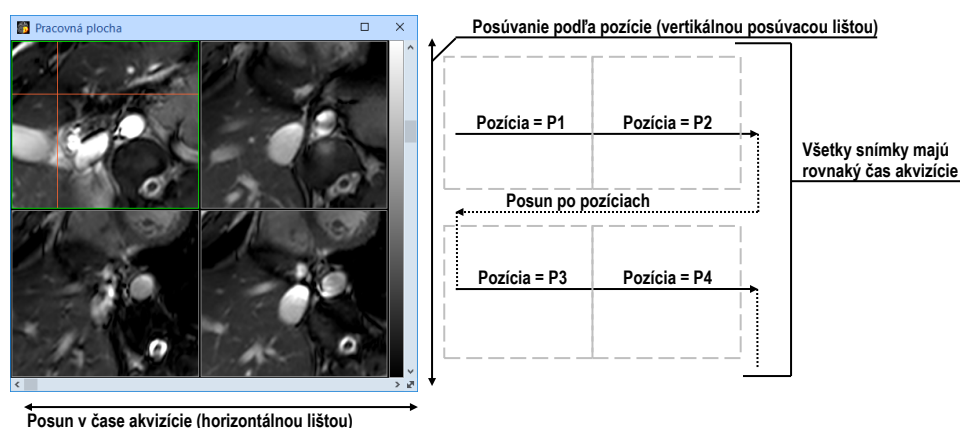 Pracovná plocha
Posúvanie podľa pozície (vertikálnou posúvacou lištou)
Pozícia = P1
Pozícia = P2
Všetky snímky majú
rovnaký čas akvizície
Posun po pozíciach
Pozícia = P3
Pozícia = P4
Posun v čase akvizície (horizontálnou lištou)